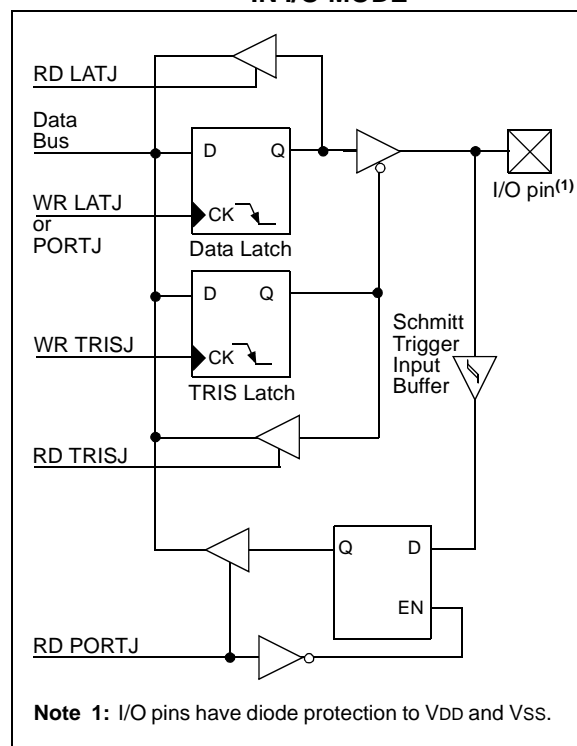 IN I/O MODE
RD LATJ
Data
Bus
D
Q
I/O pin(1)
WR LATJ
or
PORTJ
CK
Data Latch
D
Q
WR TRISJ
CK
TRIS Latch
Schmitt
Trigger
Input
Buffer
RD TRISJ
Q
D
EN
RD PORTJ
Note 1: I/O pins have diode protection to VDD and VSS.